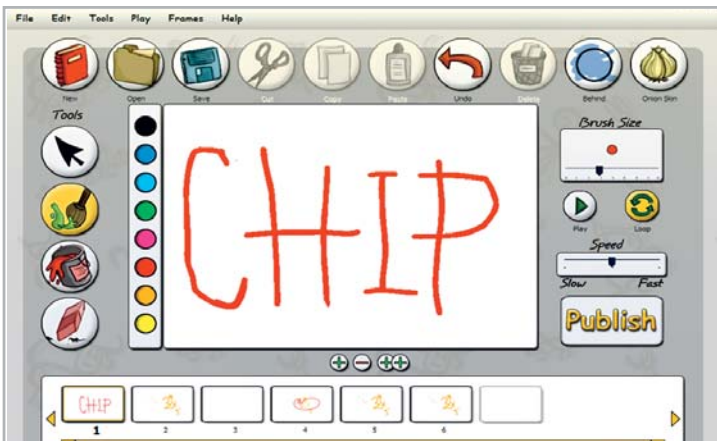 File Edit Tools Play Frames Help
New Open Save Cut Copy Paste Undo Delete Behind Onion Skin
Tools
Brush Size
CHIP
Play Loop
Speed
Slow Fast
Publish
CHIP
1 2 3 4 5 6